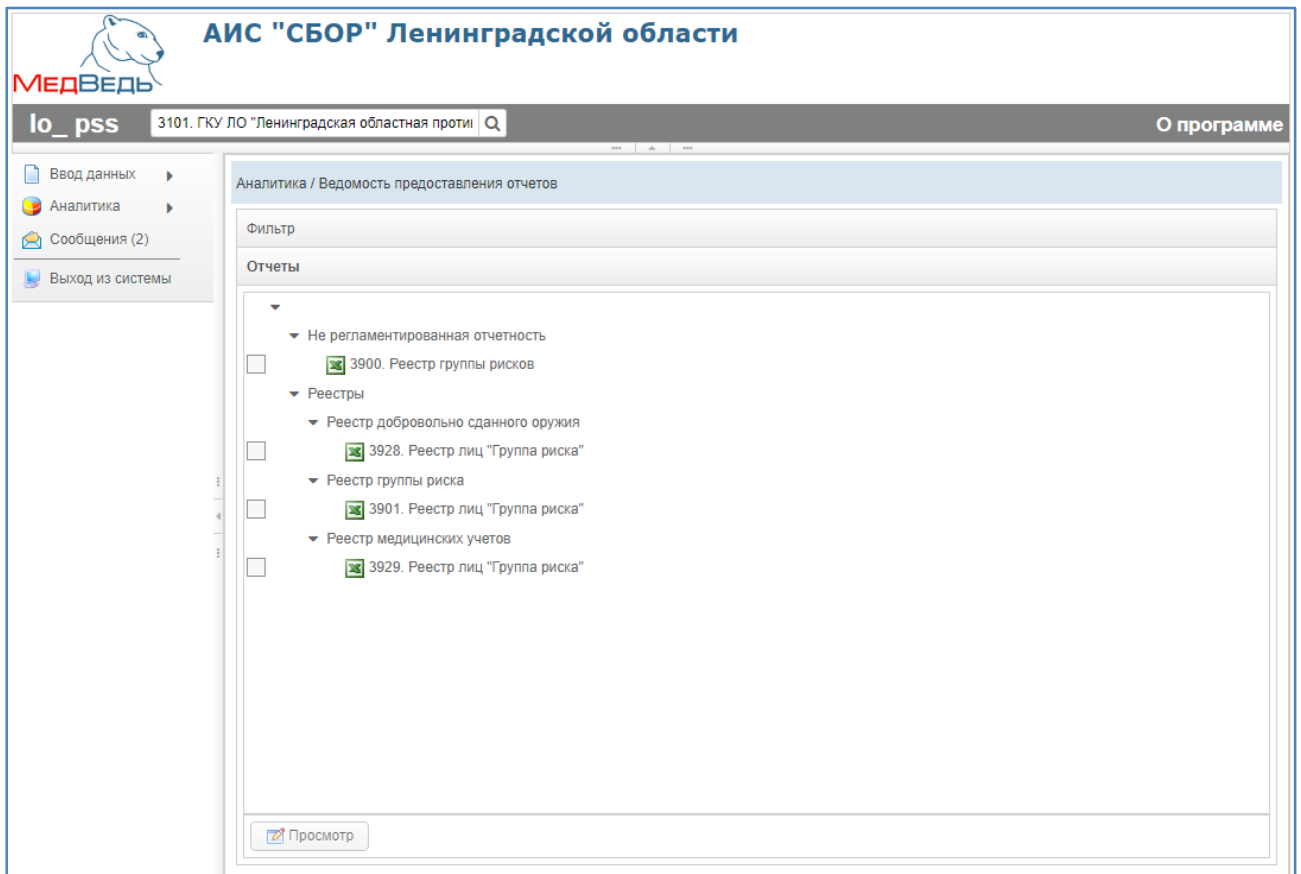 АИС "СБОР" Ленинградской области
МЕДВЕДЬ
lo_ pss
3101. ГКУ ЛО "Ленинградская областная проти
О программе
Ввод данных
Аналитика
Сообщения (2)
Выход из системы
Аналитика / Ведомость предоставления отчетов
Фильтр
Отчеты
Не регламентированная отчетность
3900. Реестр группы рисков
Реестры
Реестр добровольно сданного оружия
3928. Реестр лиц "Группа риска"
Реестр группы риска
3901. Реестр лиц "Группа риска"
Реестр медицинских учетов
3929. Реестр лиц "Группа риска"
Просмотр